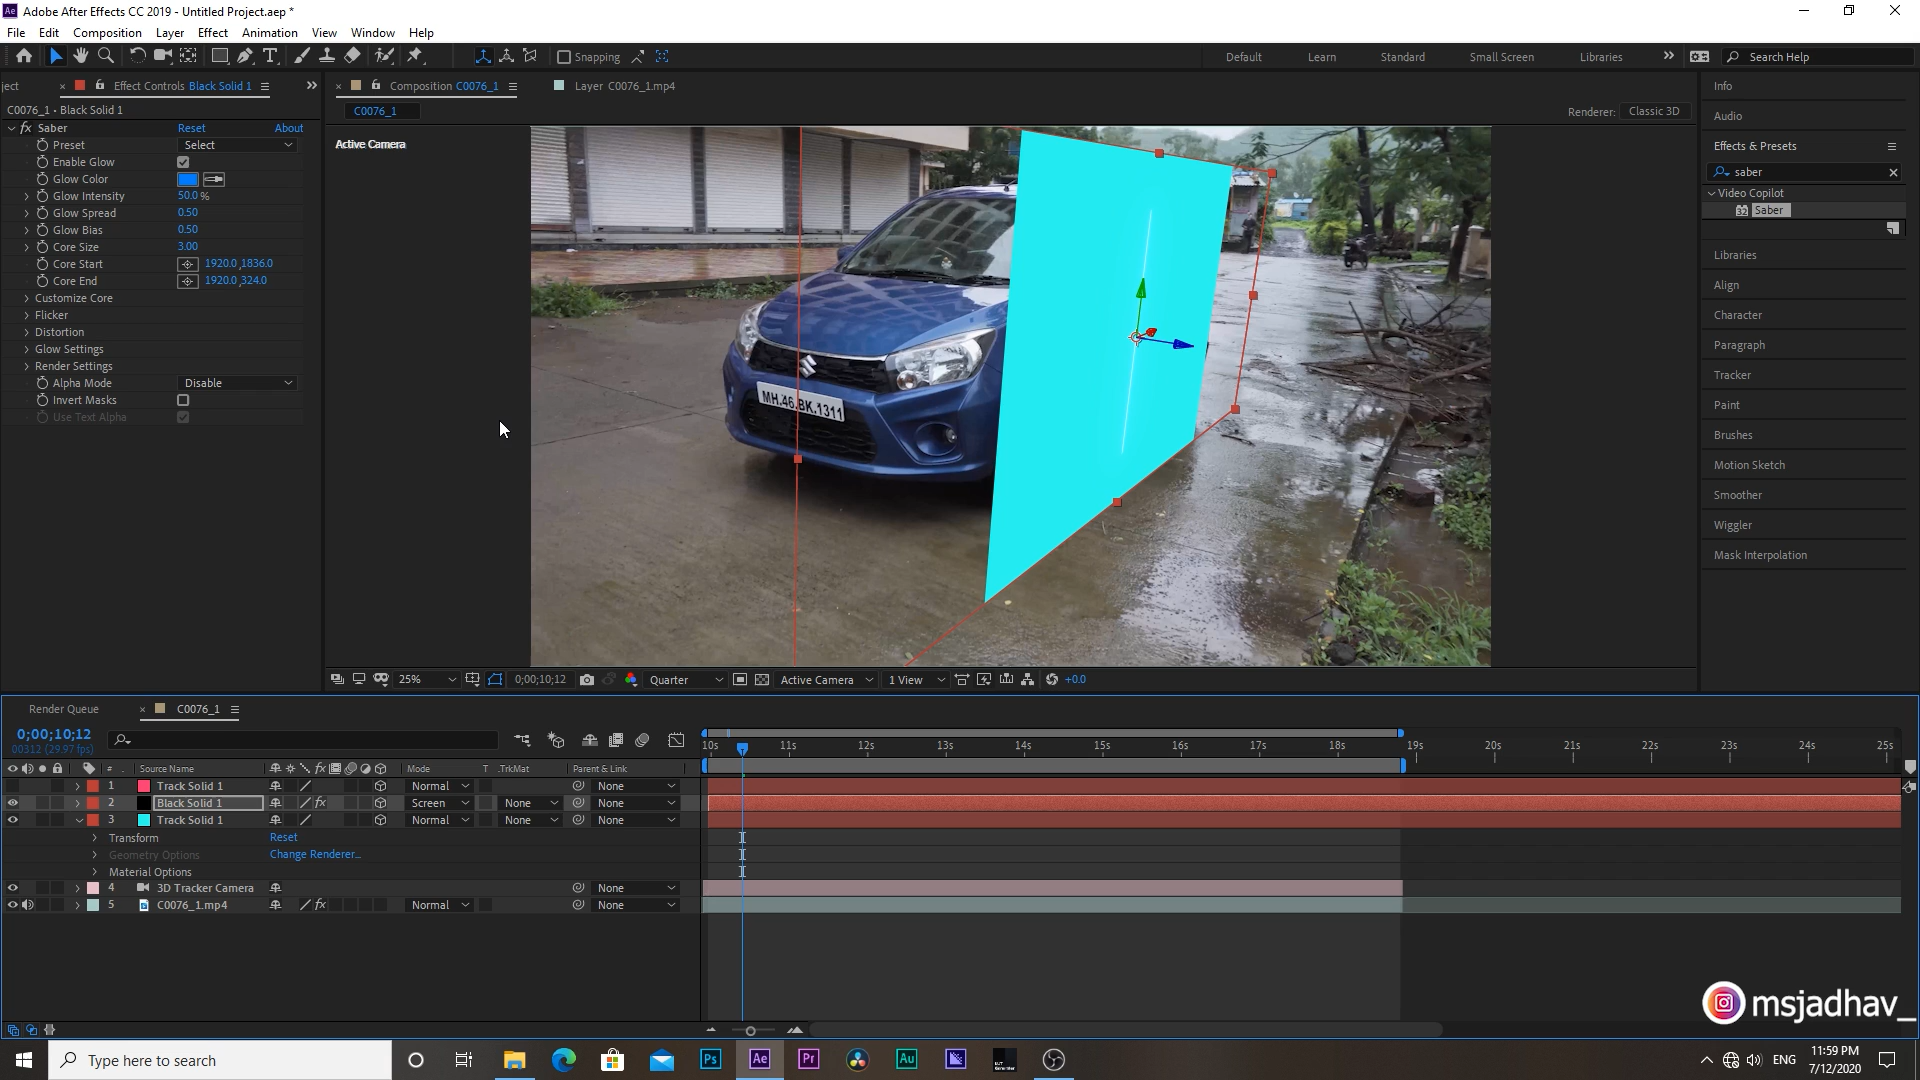 Ae Adobe After Effects CC 2019 - Untitled Project.aep *
File Edit Composition Layer Effect Animation View Window Help
Snapping Default Learn Standard Small Screen Libraries Search Help
ject Effect Controls Black Solid 1 Composition C0076_1 Layer C0076_1.mp4 Info
C0076_1 • Black Solid 1 C0076_1 Renderer: Classic 3D
Audio
fx Saber Reset About
Active Camera
Preset Select
Enable Glow
Glow Color
Glow Intensity 50.0 %
Glow Spread 0.50
Glow Bias 0.50
Core Size 3.00
Core Start 1920.0,1836.0
Core End 1920.0,324.0
Customize Core
Flicker
Distortion
Glow Settings
Render Settings
Alpha Mode Disable
Invert Masks
Use Text Alpha
MH.46.BK.1311
Effects & Presets
saber
Video Copilot
32 Saber
Libraries
Align
Character
Paragraph
Tracker
Paint
Brushes
Motion Sketch
Smoother
Wiggler
Mask Interpolation
25% 0;00;10;12 Quarter Active Camera 1 View +0.0
Render Queue C0076_1
0;00;10;12
00312 (29.97 fps)
10s 11s 12s 13s 14s 15s 16s 17s 18s 19s 20s 21s 22s 23s 24s 25s
# Source Name fx Mode T .TrkMat Parent & Link
1 Track Solid 1 Normal None
2 Black Solid 1 fx Screen None None
3 Track Solid 1 Normal None None
Transform Reset
Geometry Options Change Renderer...
Material Options
4 3D Tracker Camera None
5 C0076_1.mp4 fx Normal None
msjadhav_
Type here to search Ps Ae Pr Au ENG 11:59 PM
7/12/2020